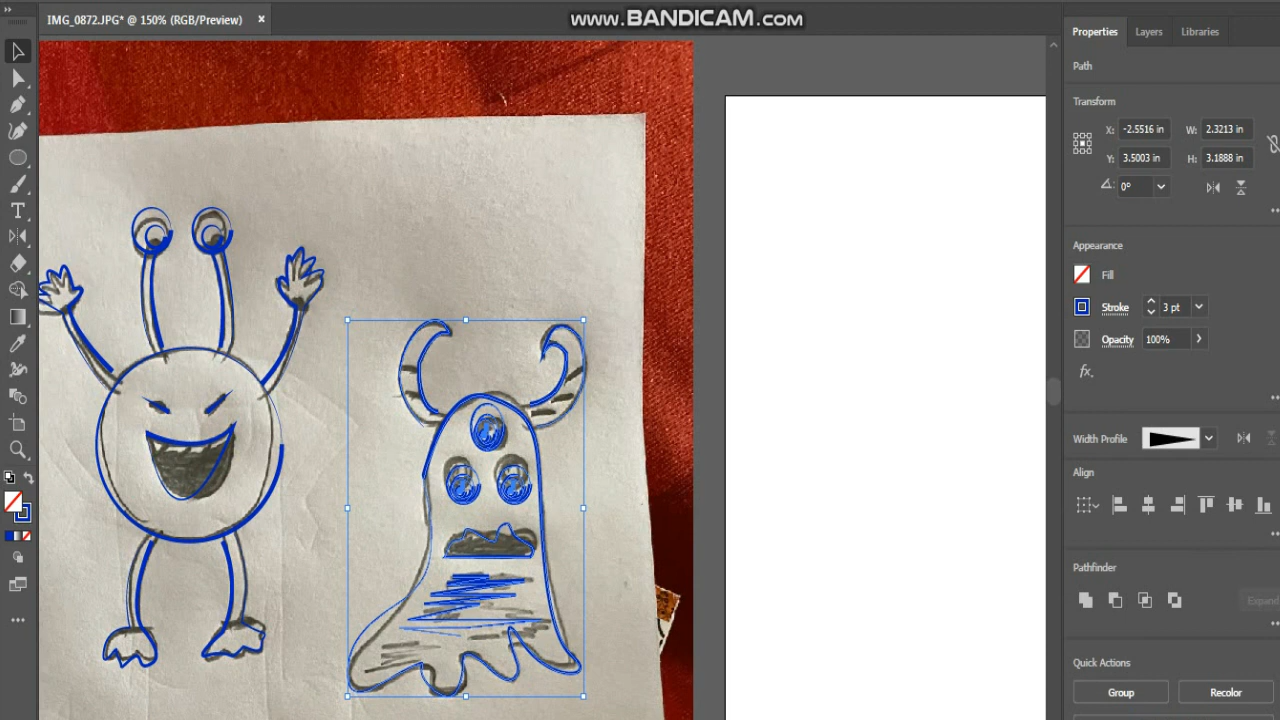 IMG_0872.JPG* @ 150% (RGB/Preview) ×
www.BANDICAM.com
Properties Layers Libraries
Path
Transform
X: -2.5516 in W: 2.3213 in
Y: 3.5003 in H: 3.1888 in
0°
Appearance
Fill
Stroke 3 pt
Opacity 100%
fx
Width Profile
Align
Pathfinder
Expand
Quick Actions
Group Recolor